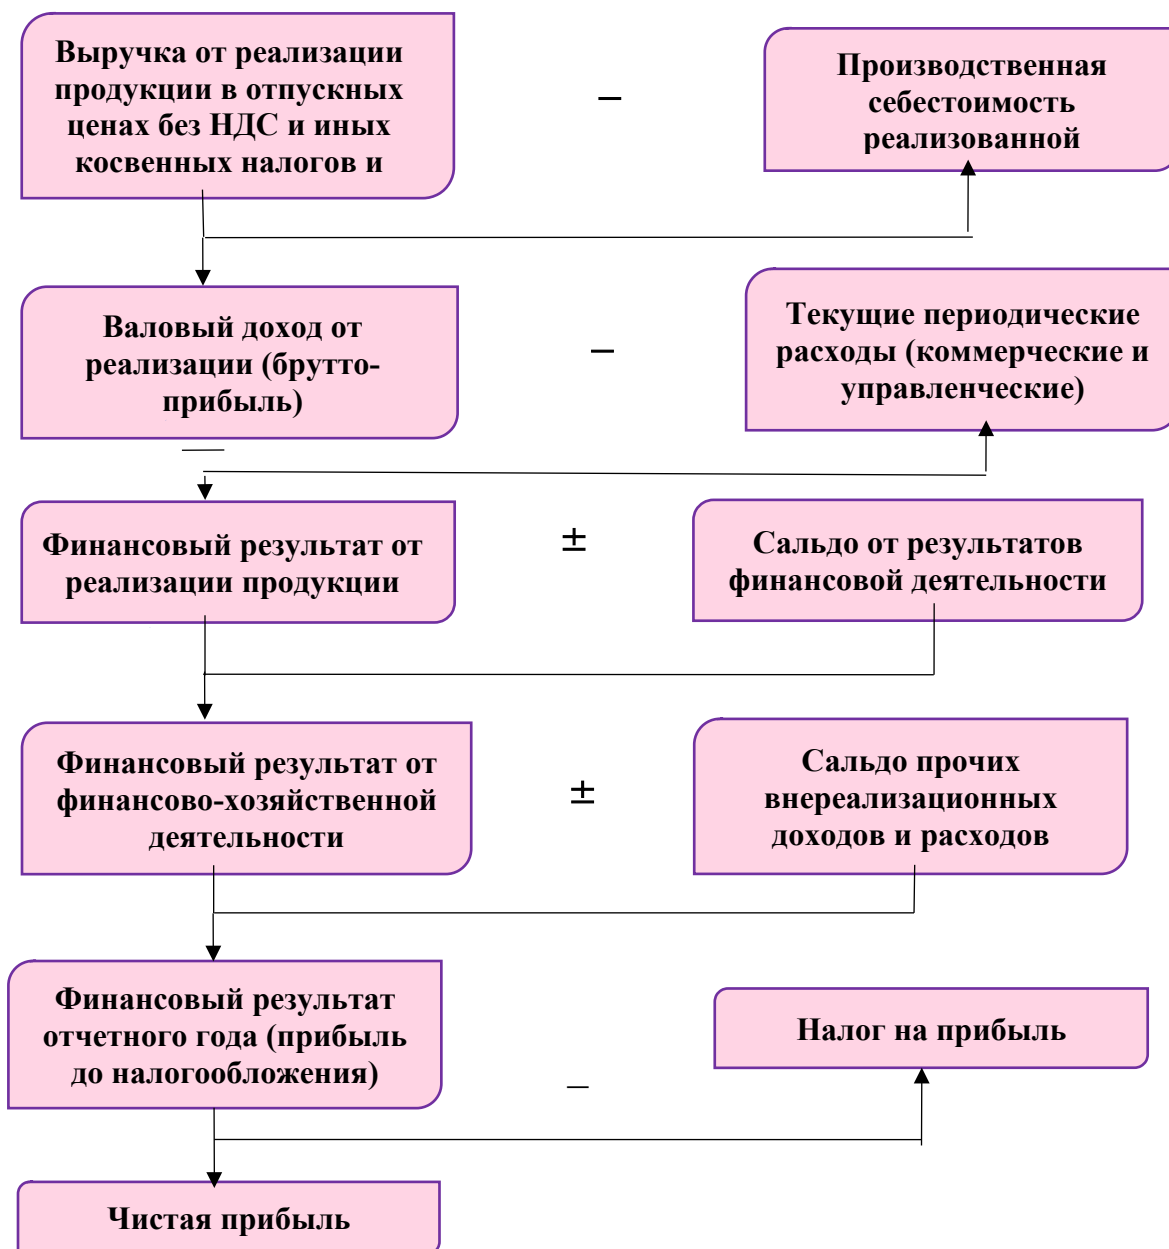 Выручка от реализации
продукции в отпускных
ценах без НДС и иных
косвенных налогов и
–
Производственная
себестоимость
реализованной
Валовый доход от
реализации (брутто-
прибыль)
–
Текущие периодические
расходы (коммерческие и
управленческие)
Финансовый результат от
реализации продукции
±
Сальдо от результатов
финансовой деятельности
Финансовый результат от
финансово-хозяйственной
деятельности
±
Сальдо прочих
внереализационных
доходов и расходов
Финансовый результат
отчетного года (прибыль
до налогообложения)
–
Налог на прибыль
Чистая прибыль